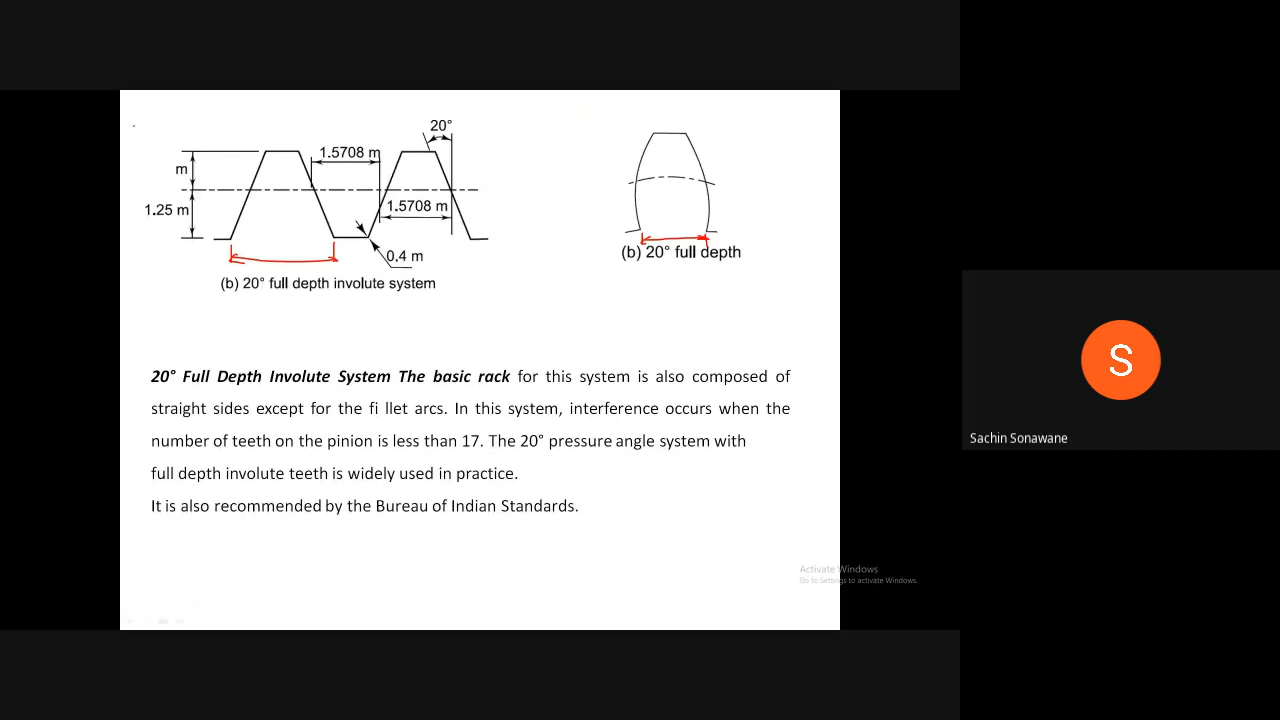 20°
1.5708 m
m
1.25 m
1.5708 m
0.4 m
(b) 20° full depth involute system
(b) 20° full depth
20° Full Depth Involute System The basic rack for this system is also composed of
straight sides except for the fi llet arcs. In this system, interference occurs when the
number of teeth on the pinion is less than 17. The 20° pressure angle system with
full depth involute teeth is widely used in practice.
It is also recommended by the Bureau of Indian Standards.
S
Sachin Sonawane
Activate Windows
Go to Settings to activate Windows.